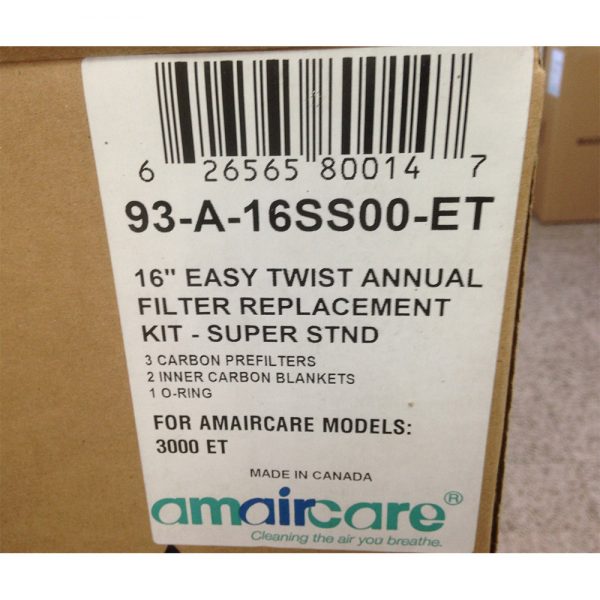 6 26565 80014 7
93-A-16SS00-ET
16" EASY TWIST ANNUAL
FILTER REPLACEMENT
KIT - SUPER STND
3 CARBON PREFILTERS
2 INNER CARBON BLANKETS
1 O-RING
FOR AMAIRCARE MODELS:
3000 ET
MADE IN CANADA
amaircare®
Cleaning the air you breathe.